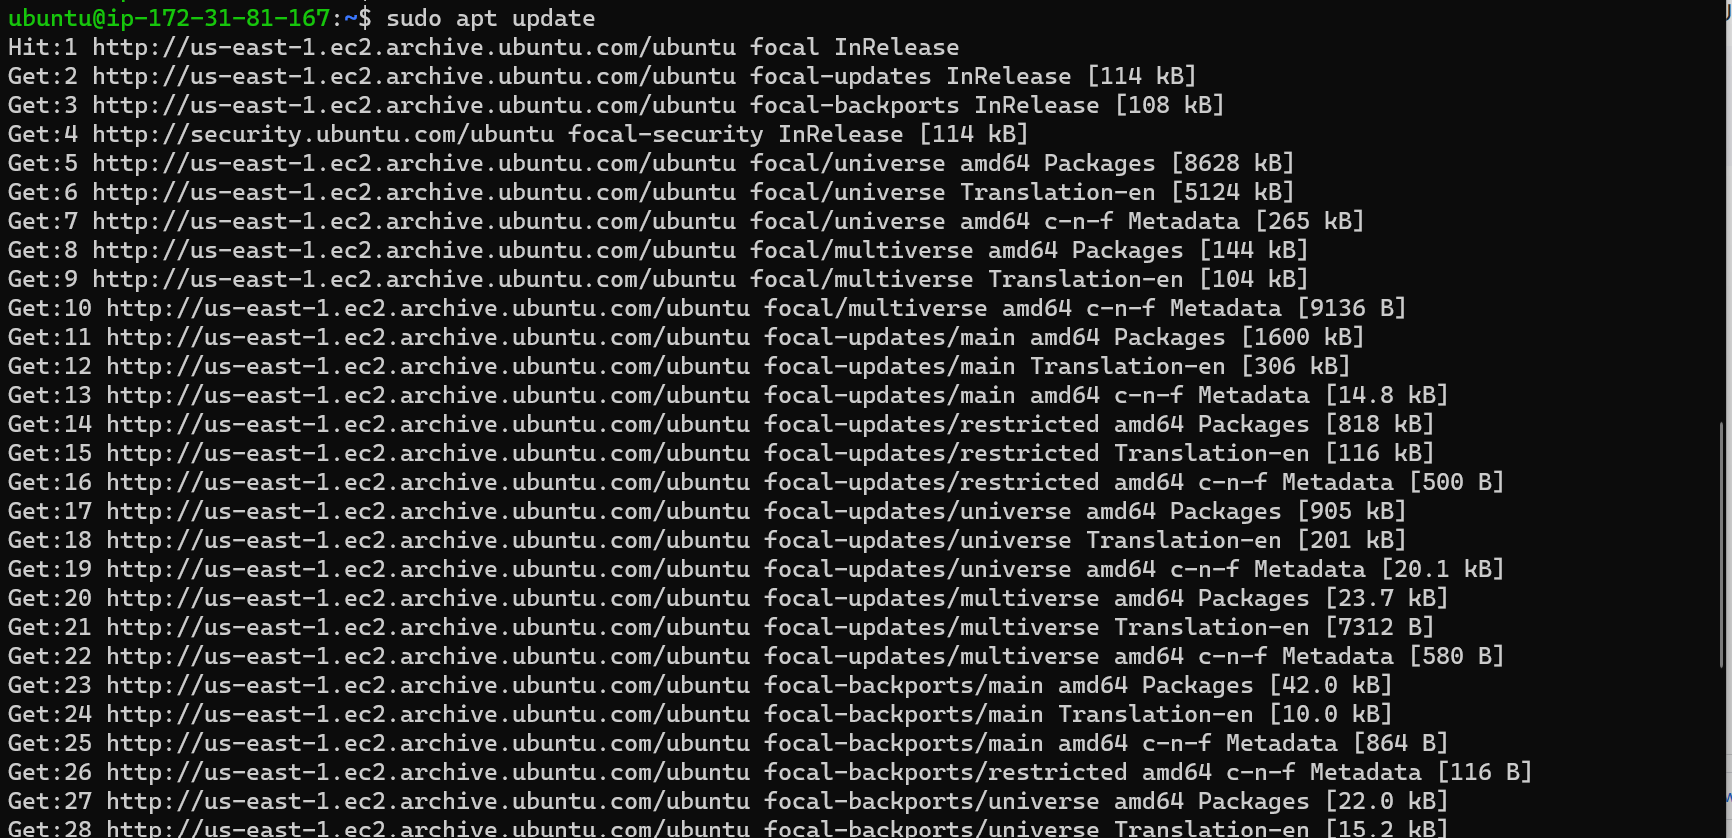 ubuntu@ip-172-31-81-167:~$ sudo apt update
Hit:1 http://us-east-1.ec2.archive.ubuntu.com/ubuntu focal InRelease
Get:2 http://us-east-1.ec2.archive.ubuntu.com/ubuntu focal-updates InRelease [114 kB]
Get:3 http://us-east-1.ec2.archive.ubuntu.com/ubuntu focal-backports InRelease [108 kB]
Get:4 http://security.ubuntu.com/ubuntu focal-security InRelease [114 kB]
Get:5 http://us-east-1.ec2.archive.ubuntu.com/ubuntu focal/universe amd64 Packages [8628 kB]
Get:6 http://us-east-1.ec2.archive.ubuntu.com/ubuntu focal/universe Translation-en [5124 kB]
Get:7 http://us-east-1.ec2.archive.ubuntu.com/ubuntu focal/universe amd64 c-n-f Metadata [265 kB]
Get:8 http://us-east-1.ec2.archive.ubuntu.com/ubuntu focal/multiverse amd64 Packages [144 kB]
Get:9 http://us-east-1.ec2.archive.ubuntu.com/ubuntu focal/multiverse Translation-en [104 kB]
Get:10 http://us-east-1.ec2.archive.ubuntu.com/ubuntu focal/multiverse amd64 c-n-f Metadata [9136 B]
Get:11 http://us-east-1.ec2.archive.ubuntu.com/ubuntu focal-updates/main amd64 Packages [1600 kB]
Get:12 http://us-east-1.ec2.archive.ubuntu.com/ubuntu focal-updates/main Translation-en [306 kB]
Get:13 http://us-east-1.ec2.archive.ubuntu.com/ubuntu focal-updates/main amd64 c-n-f Metadata [14.8 kB]
Get:14 http://us-east-1.ec2.archive.ubuntu.com/ubuntu focal-updates/restricted amd64 Packages [818 kB]
Get:15 http://us-east-1.ec2.archive.ubuntu.com/ubuntu focal-updates/restricted Translation-en [116 kB]
Get:16 http://us-east-1.ec2.archive.ubuntu.com/ubuntu focal-updates/restricted amd64 c-n-f Metadata [500 B]
Get:17 http://us-east-1.ec2.archive.ubuntu.com/ubuntu focal-updates/universe amd64 Packages [905 kB]
Get:18 http://us-east-1.ec2.archive.ubuntu.com/ubuntu focal-updates/universe Translation-en [201 kB]
Get:19 http://us-east-1.ec2.archive.ubuntu.com/ubuntu focal-updates/universe amd64 c-n-f Metadata [20.1 kB]
Get:20 http://us-east-1.ec2.archive.ubuntu.com/ubuntu focal-updates/multiverse amd64 Packages [23.7 kB]
Get:21 http://us-east-1.ec2.archive.ubuntu.com/ubuntu focal-updates/multiverse Translation-en [7312 B]
Get:22 http://us-east-1.ec2.archive.ubuntu.com/ubuntu focal-updates/multiverse amd64 c-n-f Metadata [580 B]
Get:23 http://us-east-1.ec2.archive.ubuntu.com/ubuntu focal-backports/main amd64 Packages [42.0 kB]
Get:24 http://us-east-1.ec2.archive.ubuntu.com/ubuntu focal-backports/main Translation-en [10.0 kB]
Get:25 http://us-east-1.ec2.archive.ubuntu.com/ubuntu focal-backports/main amd64 c-n-f Metadata [864 B]
Get:26 http://us-east-1.ec2.archive.ubuntu.com/ubuntu focal-backports/restricted amd64 c-n-f Metadata [116 B]
Get:27 http://us-east-1.ec2.archive.ubuntu.com/ubuntu focal-backports/universe amd64 Packages [22.0 kB]
Get:28 http://us-east-1.ec2.archive.ubuntu.com/ubuntu focal-backports/universe Translation-en [15.2 kB]